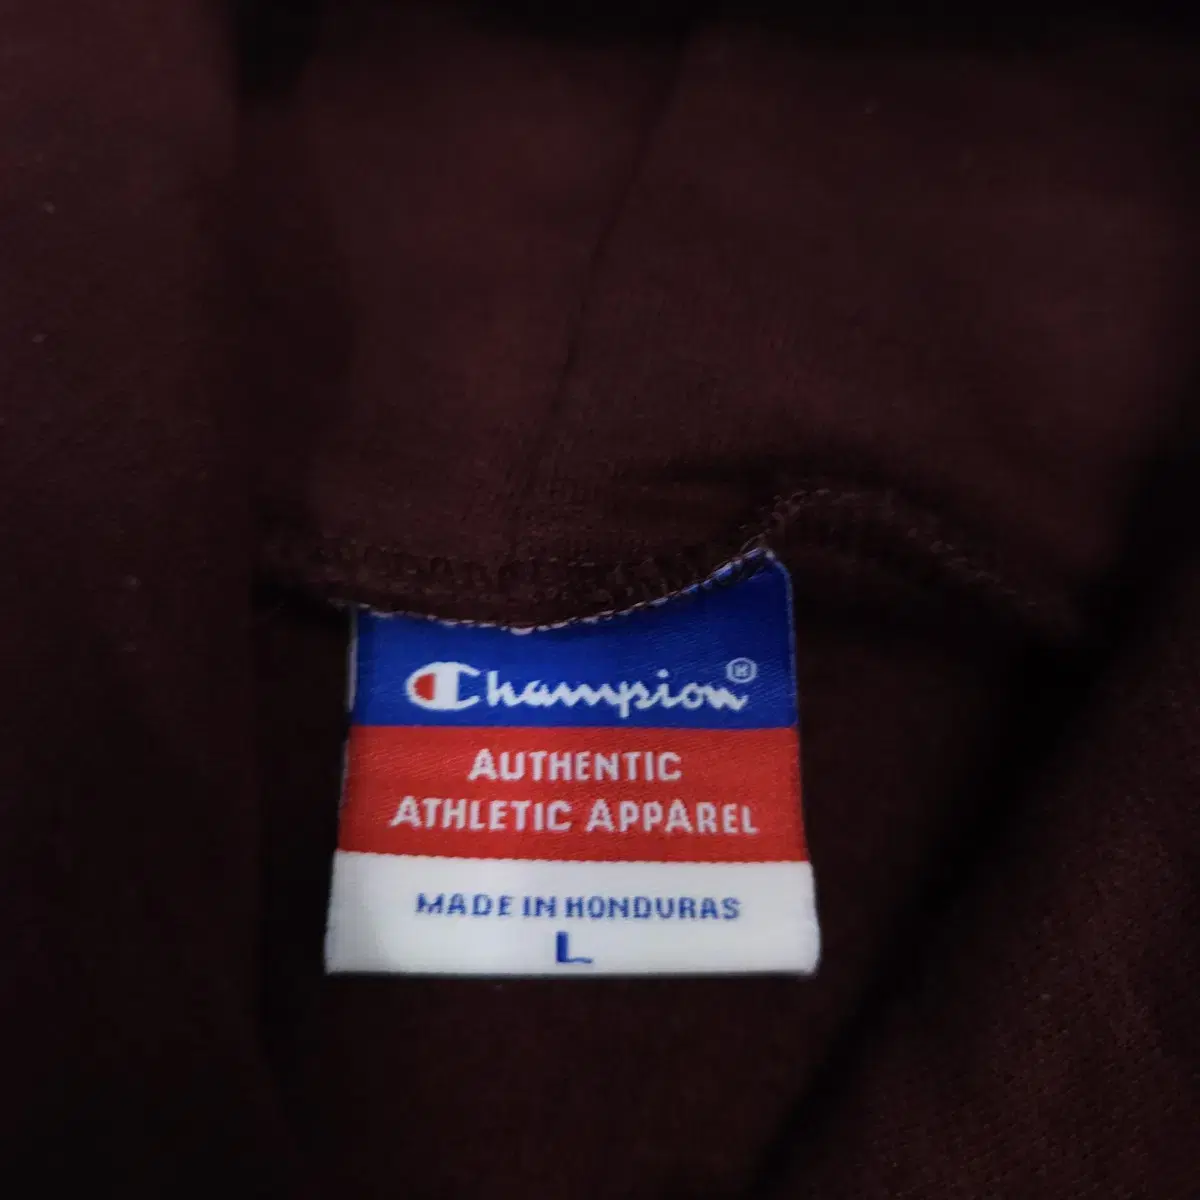 Champion®
AUTHENTIC
ATHLETIC APPAREL
MADE IN HONDURAS
L